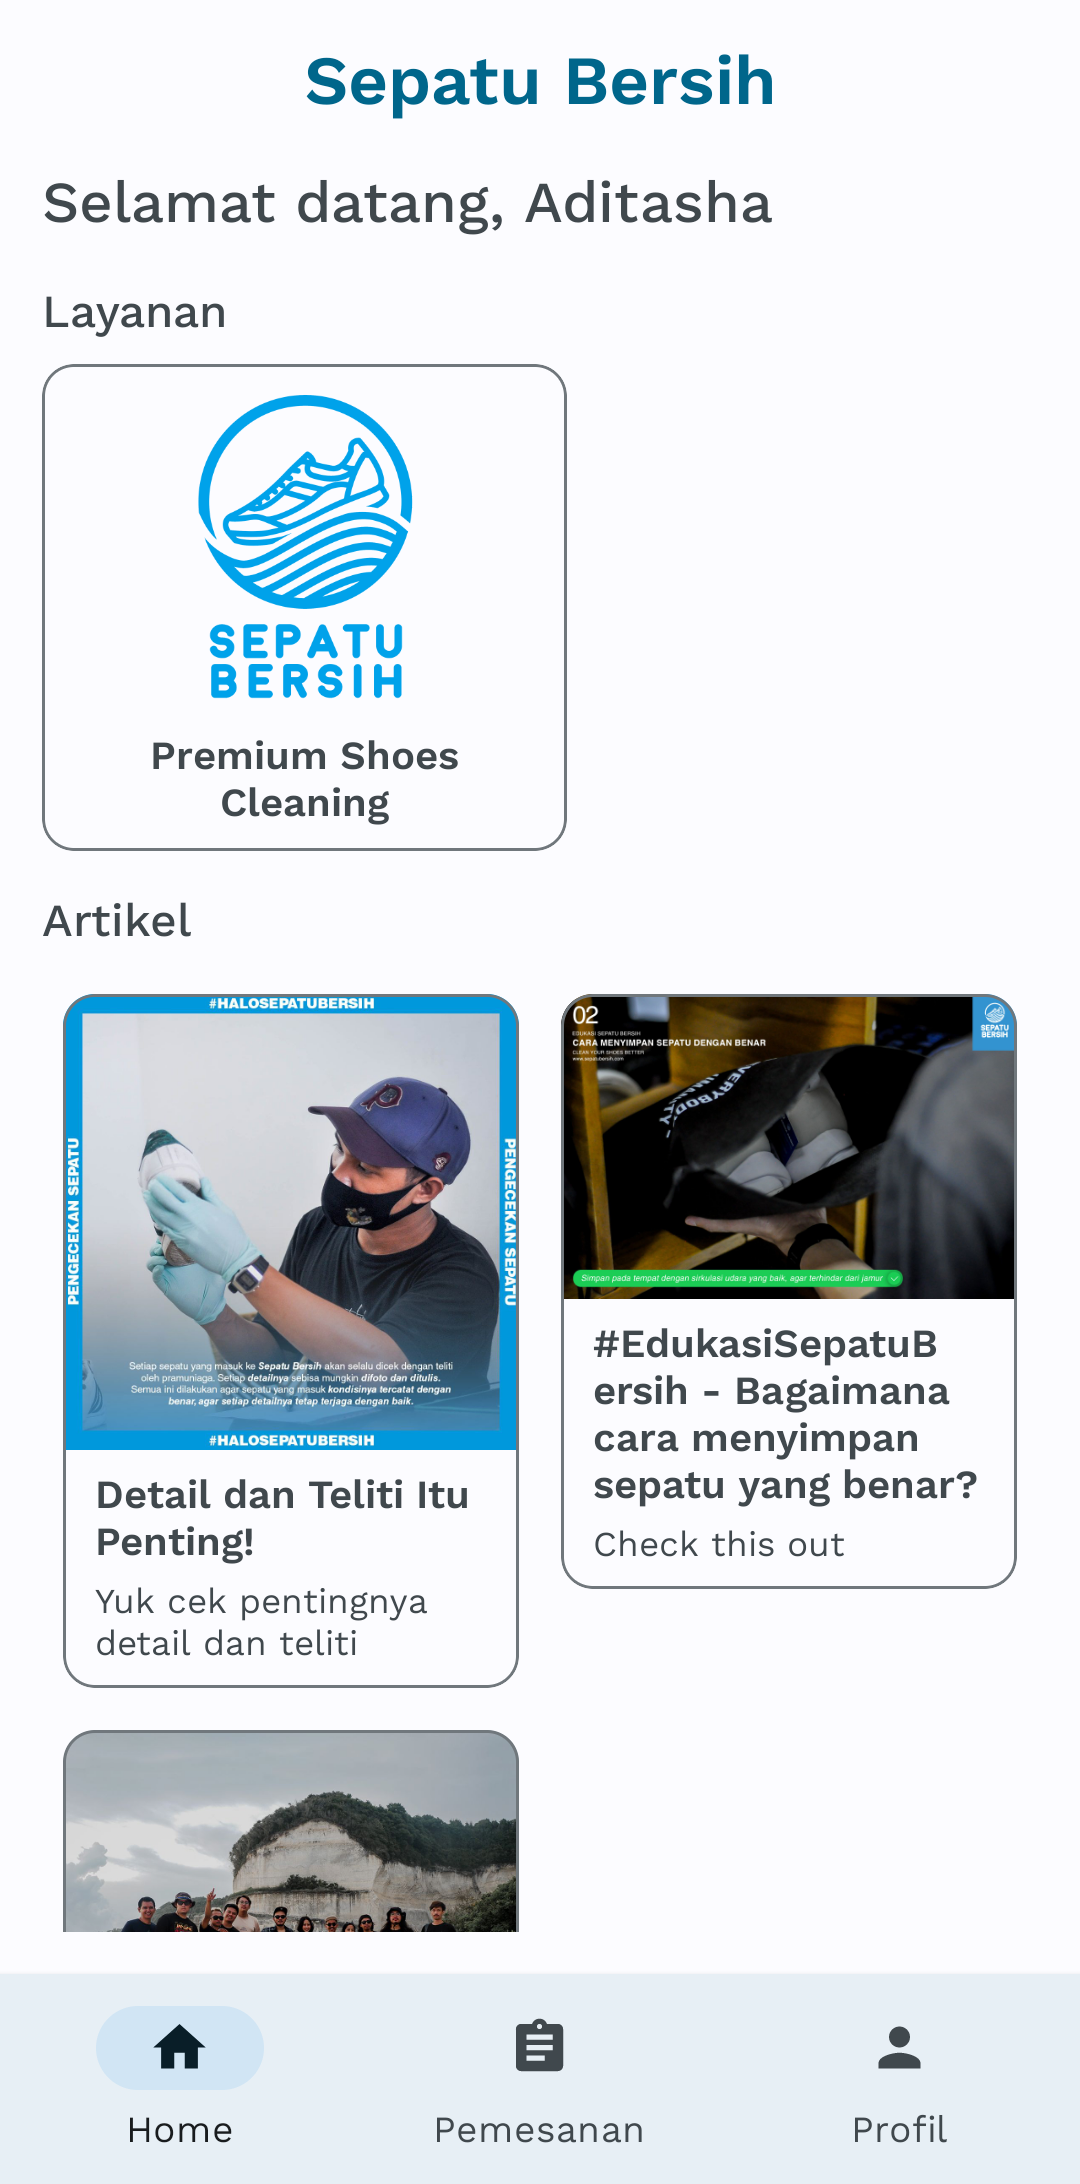 Sepatu Bersih
Selamat datang, Aditasha
Layanan
SEPATU
BERSIH
Premium Shoes
Cleaning
Artikel
#HALOSEPATUBERSIH
PENGECEKAN SEPATU
PENGECEKAN SEPATU
Setiap sepatu yang masuk ke Sepatu Bersih akan selalu dicek dengan teliti
oleh pramuniaga. Setiap detailnya sebisa mungkin difoto dan ditulis.
Semua ini dilakukan agar sepatu yang masuk kondisinya tercatat dengan
benar, agar setiap detailnya tetap terjaga dengan baik.
#HALOSEPATUBERSIH
Detail dan Teliti Itu
Penting!
Yuk cek pentingnya
detail dan teliti
02
EDUKASI SEPATU BERSIH
CARA MENYIMPAN SEPATU DENGAN BENAR
CLEAN YOUR SHOES BETTER
www.sepatubersih.com
SEPATU
BERSIH
Simpan pada tempat dengan sirkulasi udara yang baik, agar terhindar dari jamur
#EdukasiSepatuB
ersih - Bagaimana
cara menyimpan
sepatu yang benar?
Check this out
Home
Pemesanan
Profil